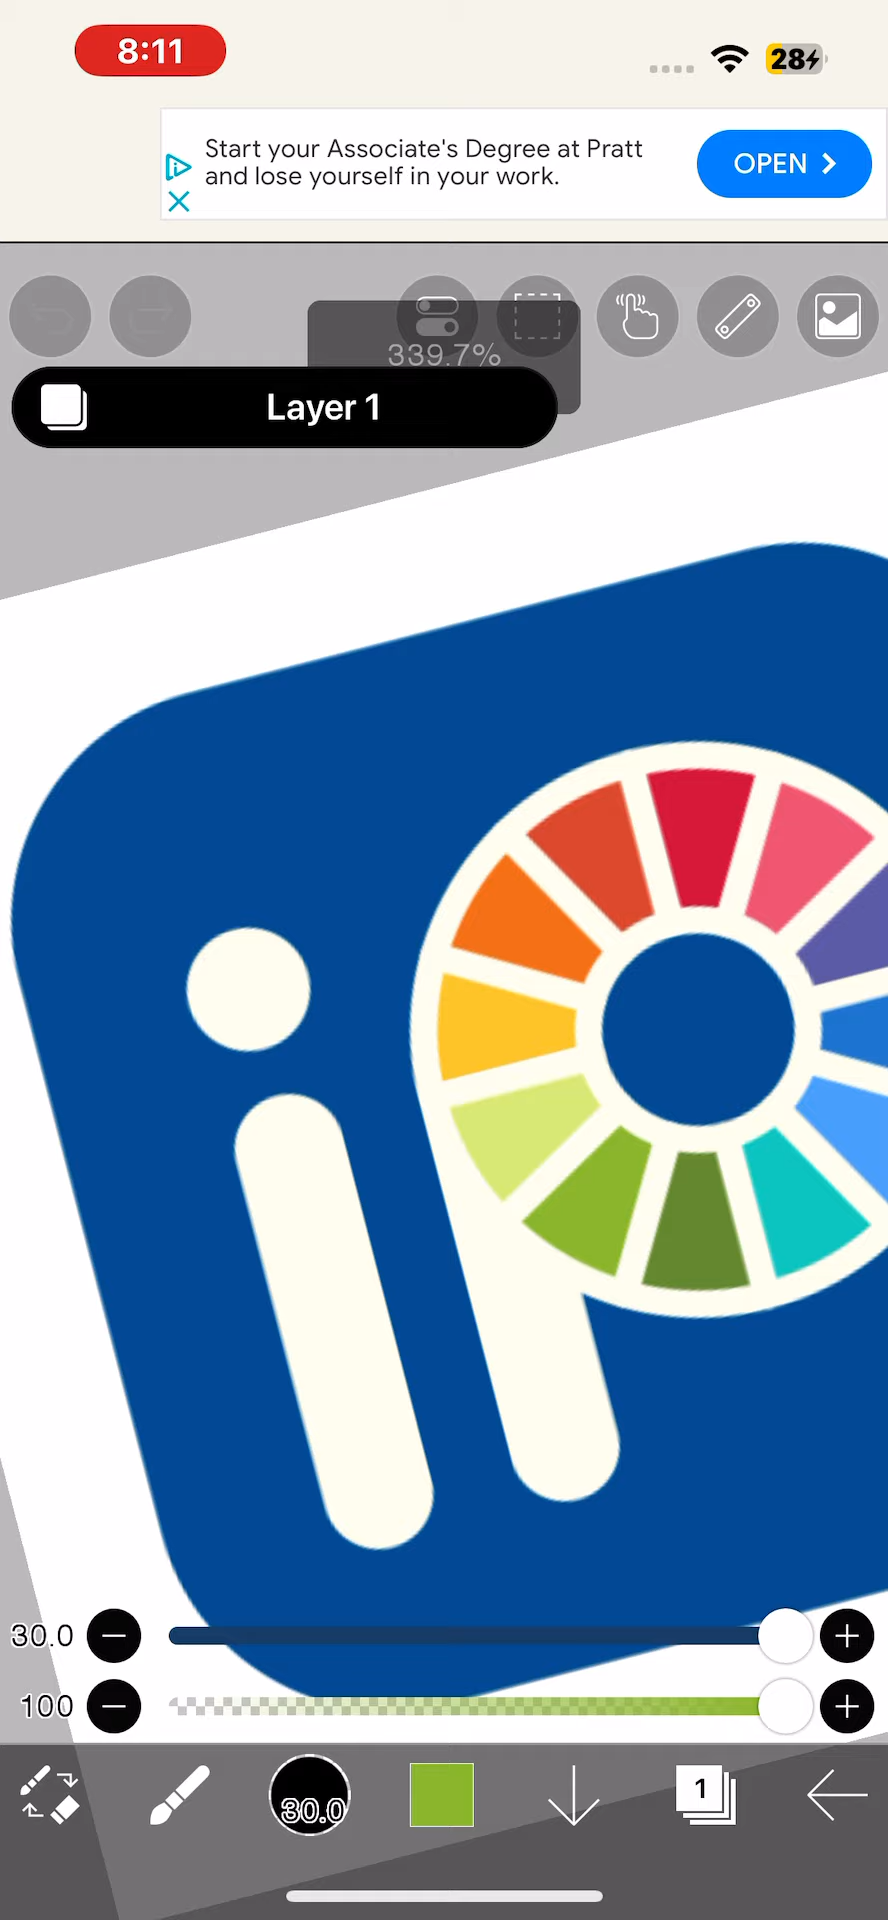 8:11
28
Start your Associate's Degree at Pratt
and lose yourself in your work.
OPEN
339.7%
Layer 1
ip
30.0
100
30.0
1